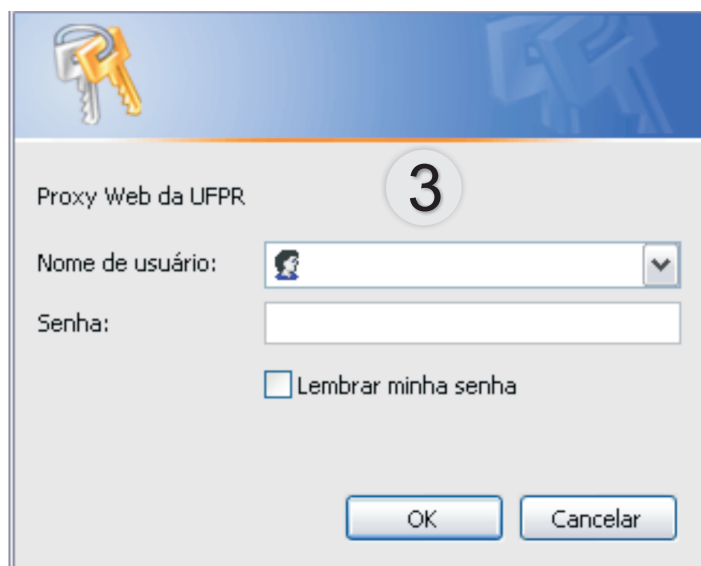 3
Proxy Web da UFPR
Nome de usuário:
Senha:
Lembrar minha senha
OK Cancelar